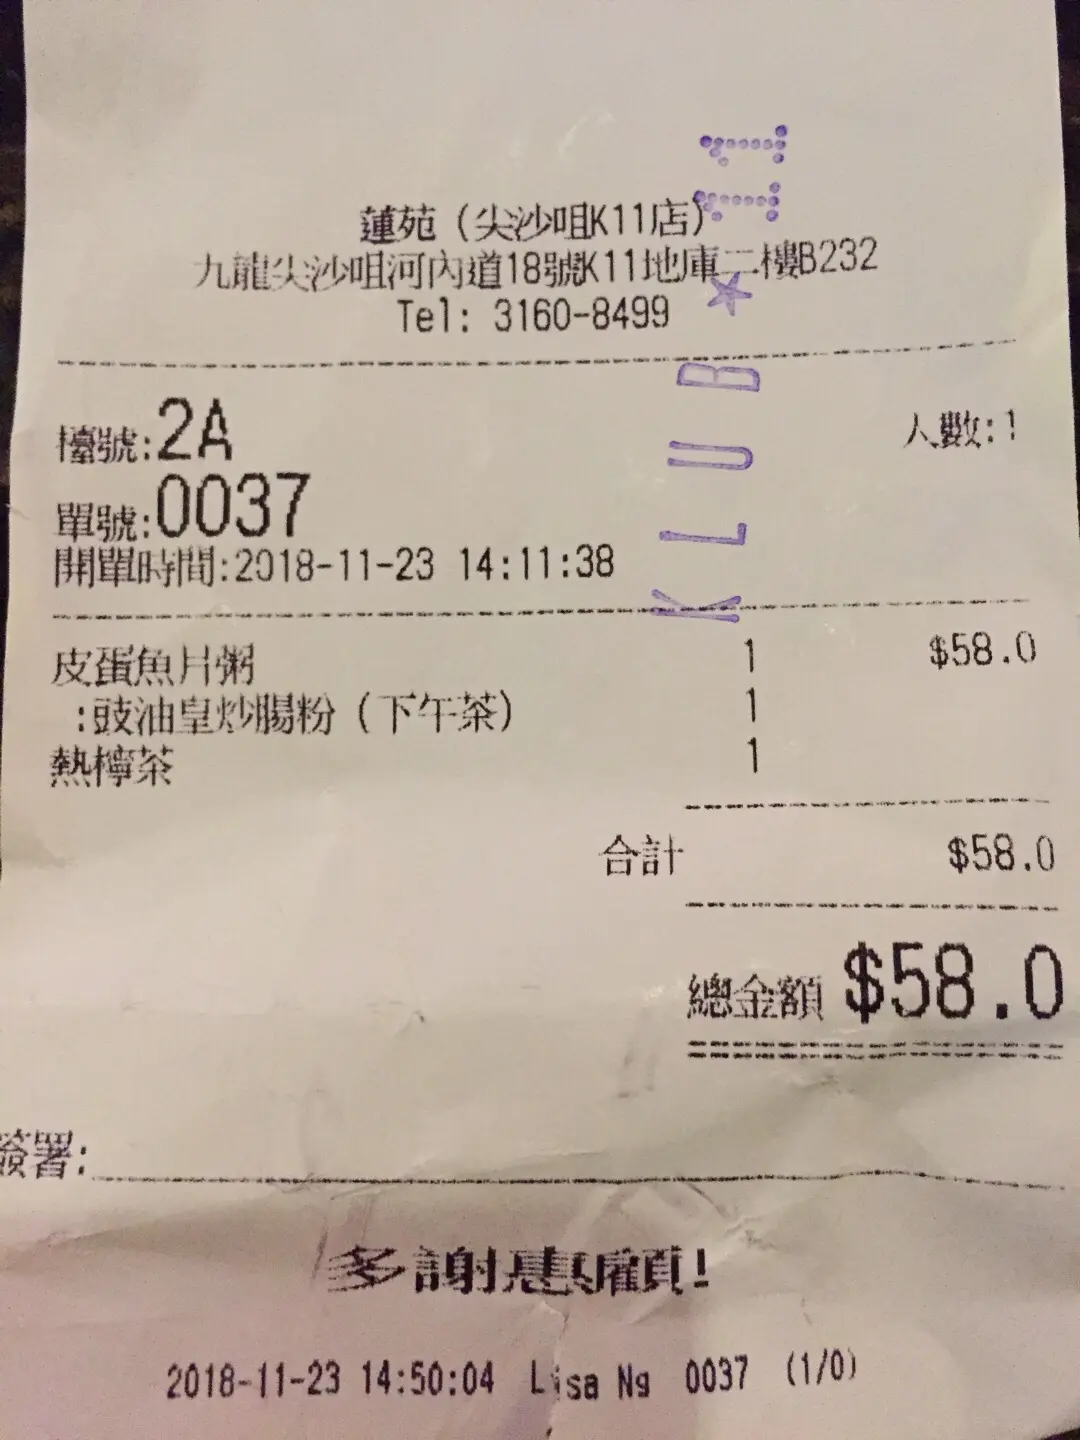 蓮苑（尖沙咀K11店）
九龍尖沙咀河內道18號K11地庫二樓B232
Tel: 3160-8499
KLUB ★ 11
檯號:2A
人數:1
單號:0037
開單時間:2018-11-23 14:11:38
皮蛋魚片粥 1 $58.0
:豉油皇炒腸粉（下午茶） 1
熱檸茶 1
合計 $58.0
總金額 $58.0
簽署:
多謝惠顧!
2018-11-23 14:50:04 Lisa Ng 0037 (1/0)